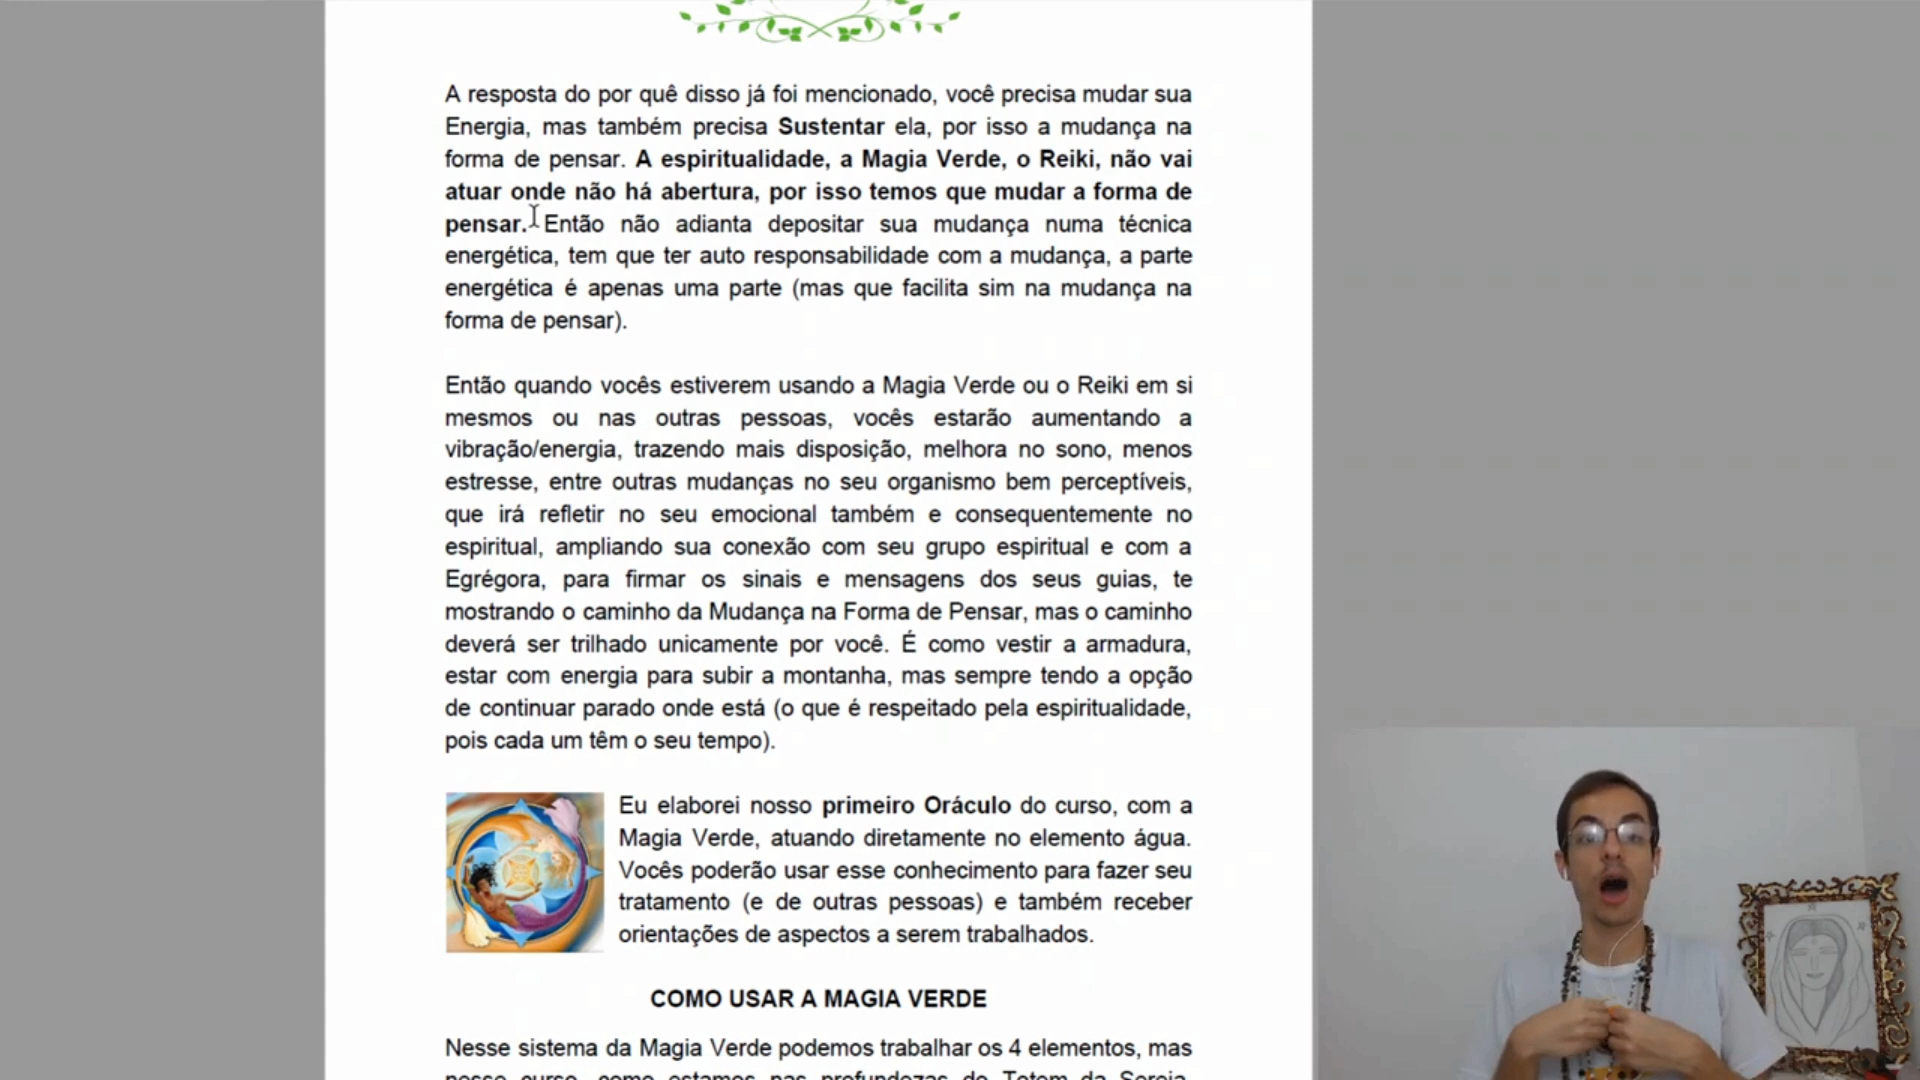 A resposta do por quê disso já foi mencionado, você precisa mudar sua
Energia, mas também precisa Sustentar ela, por isso a mudança na
forma de pensar. A espiritualidade, a Magia Verde, o Reiki, não vai
atuar onde não há abertura, por isso temos que mudar a forma de
pensar. Então não adianta depositar sua mudança numa técnica
energética, tem que ter auto responsabilidade com a mudança, a parte
energética é apenas uma parte (mas que facilita sim na mudança na
forma de pensar).
Então quando vocês estiverem usando a Magia Verde ou o Reiki em si
mesmos ou nas outras pessoas, vocês estarão aumentando a
vibração/energia, trazendo mais disposição, melhora no sono, menos
estresse, entre outras mudanças no seu organismo bem perceptíveis,
que irá refletir no seu emocional também e consequentemente no
espiritual, ampliando sua conexão com seu grupo espiritual e com a
Egrégora, para firmar os sinais e mensagens dos seus guias, te
mostrando o caminho da Mudança na Forma de Pensar, mas o caminho
deverá ser trilhado unicamente por você. É como vestir a armadura,
estar com energia para subir a montanha, mas sempre tendo a opção
de continuar parado onde está (o que é respeitado pela espiritualidade,
pois cada um têm o seu tempo).
Eu elaborei nosso primeiro Oráculo do curso, com a
Magia Verde, atuando diretamente no elemento água.
Vocês poderão usar esse conhecimento para fazer seu
tratamento (e de outras pessoas) e também receber
orientações de aspectos a serem trabalhados.
COMO USAR A MAGIA VERDE
Nesse sistema da Magia Verde podemos trabalhar os 4 elementos, mas
nesse curso, como estamos nas profundezas do Totem da Sereia,